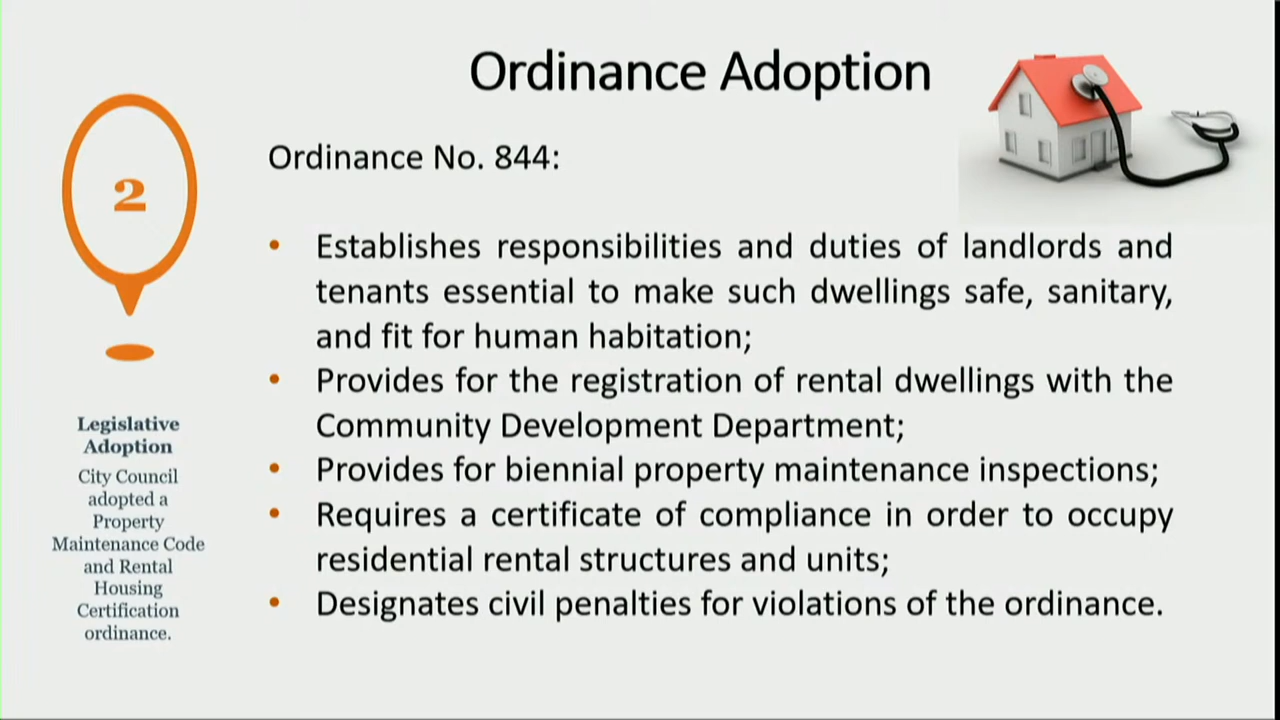 Ordinance Adoption
2
Legislative
Adoption
City Council
adopted a
Property
Maintenance Code
and Rental
Housing
Certification
ordinance.
Ordinance No. 844:
• Establishes responsibilities and duties of landlords and
tenants essential to make such dwellings safe, sanitary,
and fit for human habitation;
• Provides for the registration of rental dwellings with the
Community Development Department;
• Provides for biennial property maintenance inspections;
• Requires a certificate of compliance in order to occupy
residential rental structures and units;
• Designates civil penalties for violations of the ordinance.